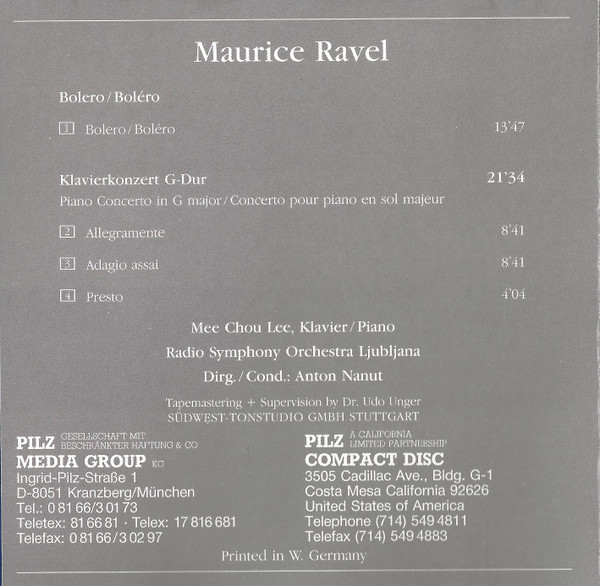 Maurice Ravel
Bolero/Boléro
1 Bolero/Boléro 13'47
Klavierkonzert G-Dur 21'34
Piano Concerto in G major/Concerto pour piano en sol majeur
2 Allegramente 8'41
3 Adagio assai 8'41
4 Presto 4'04
Mee Chou Lee, Klavier/Piano
Radio Symphony Orchestra Ljubljana
Dirg./Cond.: Anton Nanut
Tapemastering + Supervision by Dr. Udo Unger
SÜDWEST-TONSTUDIO GMBH STUTTGART
PILZ GESELLSCHAFT MIT
BESCHRÄNKTER HAFTUNG & CO
MEDIA GROUP KG
Ingrid-Pilz-Straße 1
D-8051 Kranzberg/München
Tel.: 0 81 66/3 01 73
Teletex: 81 66 81 · Telex: 17 816 681
Telefax: 0 81 66/3 02 97
PILZ A CALIFORNIA
LIMITED PARTNERSHIP
COMPACT DISC
3505 Cadillac Ave., Bldg. G-1
Costa Mesa California 92626
United States of America
Telephone (714) 549 4811
Telefax (714) 549 4883
Printed in W. Germany